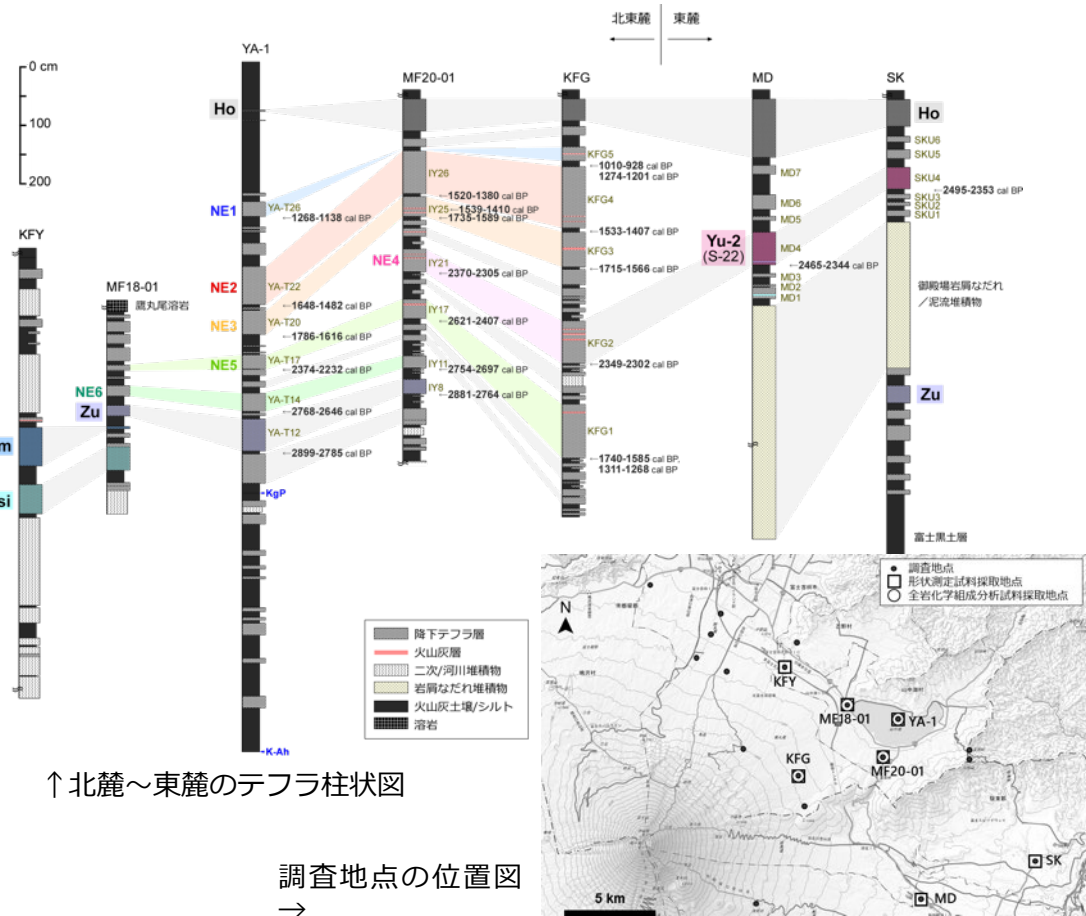 北東麓
東麓
YA-1
MF20-01
KFG
MD
SK
0 cm
100
200
Ho
Ho
KFY
MF18-01
鷹丸尾溶岩
NE1
NE2
NE3
NE4
NE5
NE6
Zu
m
si
YA-T26
←1268-1138 cal BP
YA-T22
←1648-1482 cal BP
YA-T20
←1786-1616 cal BP
YA-T17
←2374-2232 cal BP
YA-T14
←2768-2646 cal BP
YA-T12
←2899-2785 cal BP
KgP
K-Ah
IY26
←1520-1380 cal BP
IY25
←1539-1410 cal BP
←1735-1589 cal BP
IY21
←2370-2305 cal BP
IY17
←2621-2407 cal BP
IY11
←2754-2697 cal BP
IY8
←2881-2764 cal BP
KFG5
←1010-928 cal BP
1274-1201 cal BP
KFG4
←1533-1407 cal BP
KFG3
←1715-1566 cal BP
KFG2
←2349-2302 cal BP
KFG1
←1740-1585 cal BP,
1311-1268 cal BP
Yu-2
(S-22)
MD7
MD6
MD5
MD4
←2465-2344 cal BP
MD3
MD2
MD1
SKU6
SKU5
SKU4
←2495-2353 cal BP
SKU3
SKU2
SKU1
御殿場岩屑なだれ
／泥流堆積物
Zu
富士黒土層
降下テフラ層
火山灰層
二次/河川堆積物
岩屑なだれ堆積物
火山灰土壌/シルト
溶岩
↑北麓～東麓のテフラ柱状図
調査地点の位置図
→
調査地点
形状測定試料採取地点
全岩化学組成分析試料採取地点
N
KFY
MF18-01
YA-1
KFG
MF20-01
SK
MD
5 km